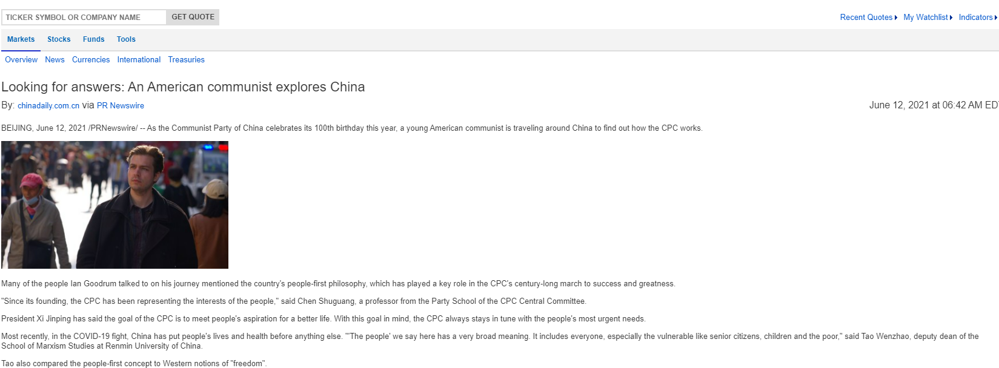 TICKER SYMBOL OR COMPANY NAME GET QUOTE Recent Quotes My Watchlist Indicators
Markets Stocks Funds Tools
Overview News Currencies International Treasuries
Looking for answers: An American communist explores China
By: chinadaily.com.cn via PR Newswire June 12, 2021 at 06:42 AM EDT
BEIJING, June 12, 2021 /PRNewswire/ -- As the Communist Party of China celebrates its 100th birthday this year, a young American communist is traveling around China to find out how the CPC works.
Many of the people Ian Goodrum talked to on his journey mentioned the country's people-first philosophy, which has played a key role in the CPC's century-long march to success and greatness.
"Since its founding, the CPC has been representing the interests of the people," said Chen Shuguang, a professor from the Party School of the CPC Central Committee.
President Xi Jinping has said the goal of the CPC is to meet people's aspiration for a better life. With this goal in mind, the CPC always stays in tune with the people's most urgent needs.
Most recently, in the COVID-19 fight, China has put people's lives and health before anything else. "'The people' we say here has a very broad meaning. It includes everyone, especially the vulnerable like senior citizens, children and the poor," said Tao Wenzhao, deputy dean of the
School of Marxism Studies at Renmin University of China.
Tao also compared the people-first concept to Western notions of "freedom".